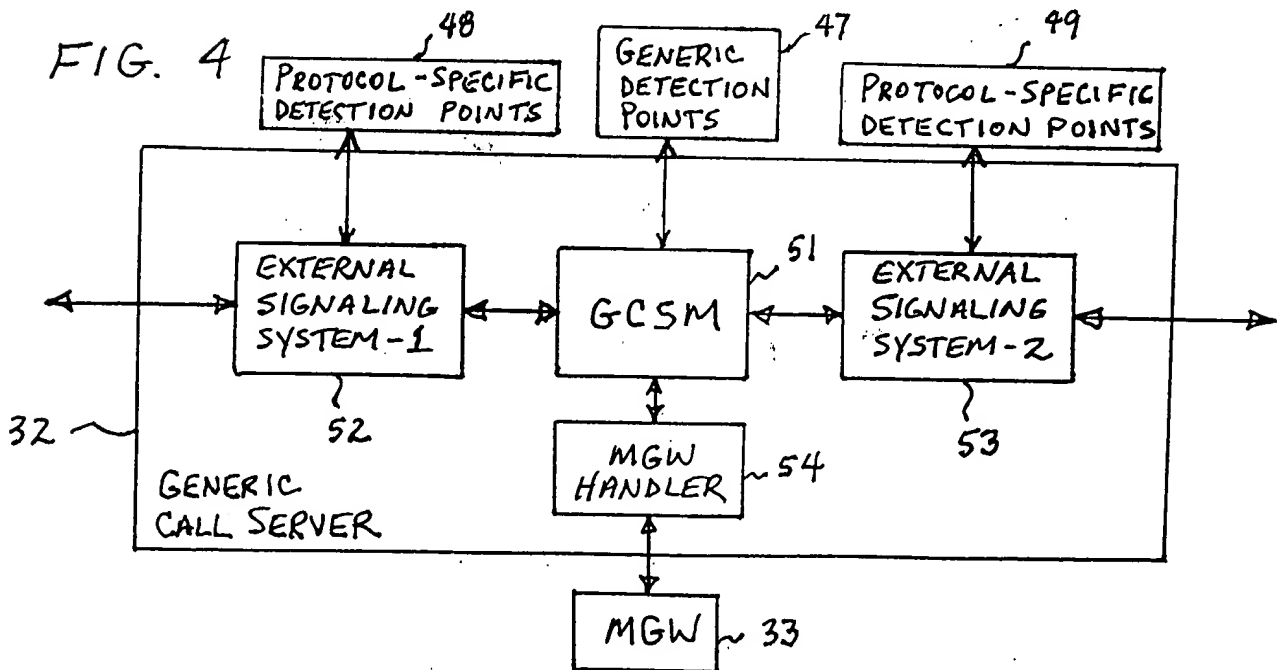 FIG. 4
48
PROTOCOL-SPECIFIC
DETECTION POINTS
47
GENERIC
DETECTION
POINTS
49
PROTOCOL-SPECIFIC
DETECTION POINTS
EXTERNAL
SIGNALING
SYSTEM-1
52
51
GCSM
EXTERNAL
SIGNALING
SYSTEM-2
53
32
MGW
HANDLER
54
GENERIC
CALL SERVER
MGW
33